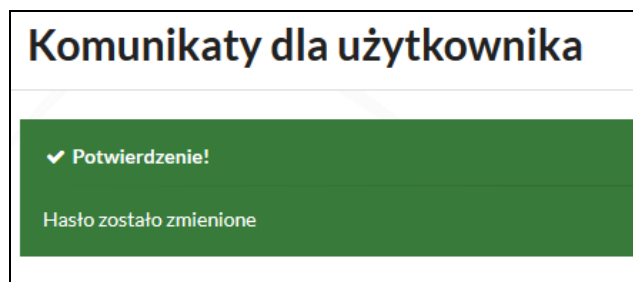 Komunikaty dla użytkownika
Potwierdzenie!
Hasło zostało zmienione